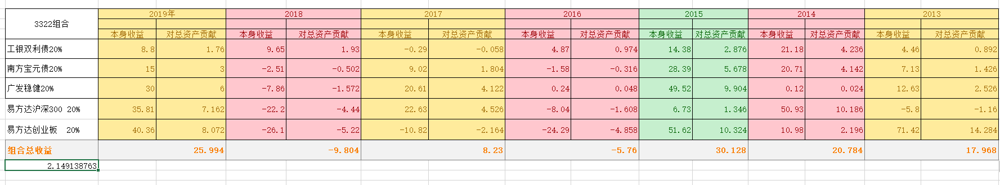 2019年 2018 2017 2016 2015 2014 2013
3322组合
本身收益 对总资产贡献 本身收益 对总资产贡献 本身收益 对总资产贡献 本身收益 对总资产贡献 本身收益 对总资产贡献 本身收益 对总资产贡献 本身收益 对总资产贡献
工银双利债20% 8.8 1.76 9.65 1.93 -0.29 -0.058 4.87 0.974 14.38 2.876 21.18 4.236 4.46 0.892
南方宝元债20% 15 3 -2.51 -0.502 9.02 1.804 -1.58 -0.316 28.39 5.678 20.71 4.142 7.13 1.426
广发稳健20% 30 6 -7.86 -1.572 20.61 4.122 0.24 0.048 49.52 9.904 0.12 0.024 12.63 2.526
易方达沪深300 20% 35.81 7.162 -22.2 -4.44 22.63 4.526 -8.04 -1.608 6.73 1.346 50.93 10.186 -5.8 -1.16
易方达创业板 20% 40.36 8.072 -26.1 -5.22 -10.82 -2.164 -24.29 -4.858 51.62 10.324 10.98 2.196 71.42 14.284
组合总收益 25.994 -9.804 8.23 -5.76 30.128 20.784 17.968
2.149138763